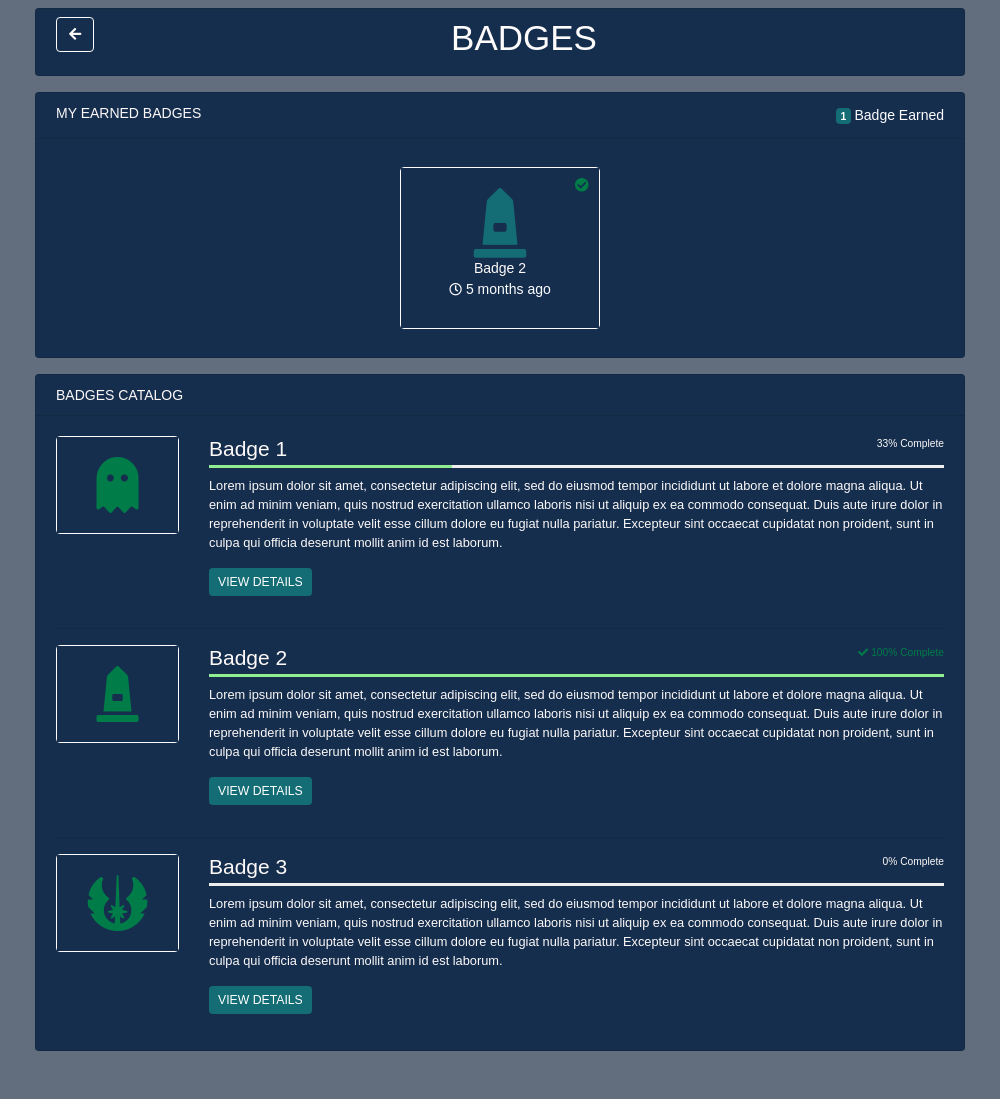 BADGES
MY EARNED BADGES
1 Badge Earned
Badge 2
5 months ago
BADGES CATALOG
Badge 1
33% Complete
Lorem ipsum dolor sit amet, consectetur adipiscing elit, sed do eiusmod tempor incididunt ut labore et dolore magna aliqua. Ut
enim ad minim veniam, quis nostrud exercitation ullamco laboris nisi ut aliquip ex ea commodo consequat. Duis aute irure dolor in
reprehenderit in voluptate velit esse cillum dolore eu fugiat nulla pariatur. Excepteur sint occaecat cupidatat non proident, sunt in
culpa qui officia deserunt mollit anim id est laborum.
VIEW DETAILS
Badge 2
100% Complete
Lorem ipsum dolor sit amet, consectetur adipiscing elit, sed do eiusmod tempor incididunt ut labore et dolore magna aliqua. Ut
enim ad minim veniam, quis nostrud exercitation ullamco laboris nisi ut aliquip ex ea commodo consequat. Duis aute irure dolor in
reprehenderit in voluptate velit esse cillum dolore eu fugiat nulla pariatur. Excepteur sint occaecat cupidatat non proident, sunt in
culpa qui officia deserunt mollit anim id est laborum.
VIEW DETAILS
Badge 3
0% Complete
Lorem ipsum dolor sit amet, consectetur adipiscing elit, sed do eiusmod tempor incididunt ut labore et dolore magna aliqua. Ut
enim ad minim veniam, quis nostrud exercitation ullamco laboris nisi ut aliquip ex ea commodo consequat. Duis aute irure dolor in
reprehenderit in voluptate velit esse cillum dolore eu fugiat nulla pariatur. Excepteur sint occaecat cupidatat non proident, sunt in
culpa qui officia deserunt mollit anim id est laborum.
VIEW DETAILS